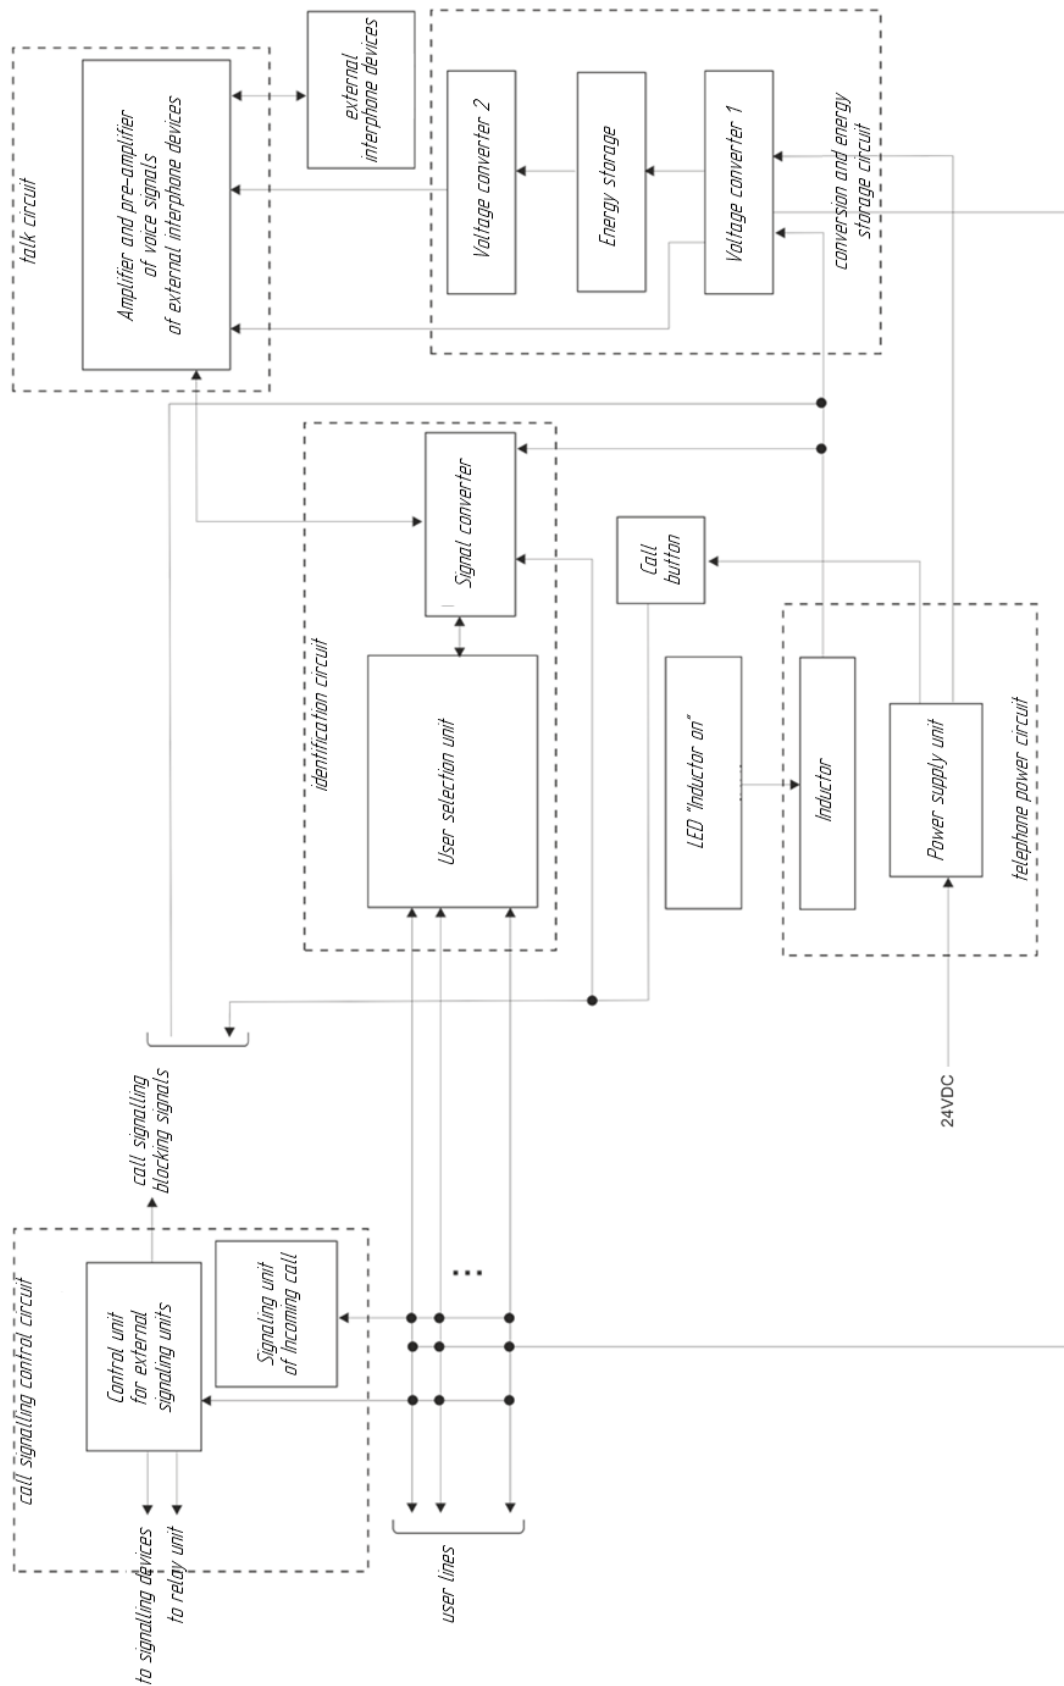 call signalling control circuit
Control unit
for external
signaling units
Signaling unit
of Incoming call
to signalling devices
to relay unit
call signalling
blocking signals
user lines
talk circuit
Amplifier and pre-amplifier
of voice signals
of external interphone devices
external
interphone devices
identification circuit
User selection unit
Signal converter
Voltage converter 2
Energy storage
Voltage converter 1
conversion and energy
storage circuit
Call
button
LED "Inductor on"
Inductor
Power supply unit
telephone power circuit
24VDC